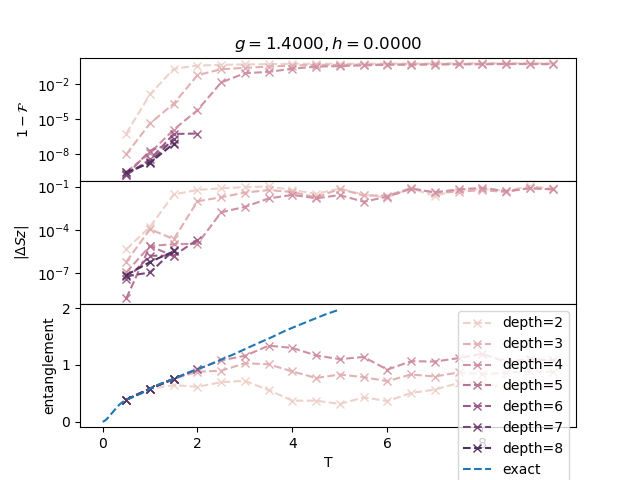 g = 1.4000, h = 0.0000
10⁻²
10⁻⁵
10⁻⁸
1 − ℱ
10⁻¹
10⁻⁴
10⁻⁷
|ΔSz|
2
1
0
entanglement
0 2 4 6 8
T
depth=2
depth=3
depth=4
depth=5
depth=6
depth=7
depth=8
exact